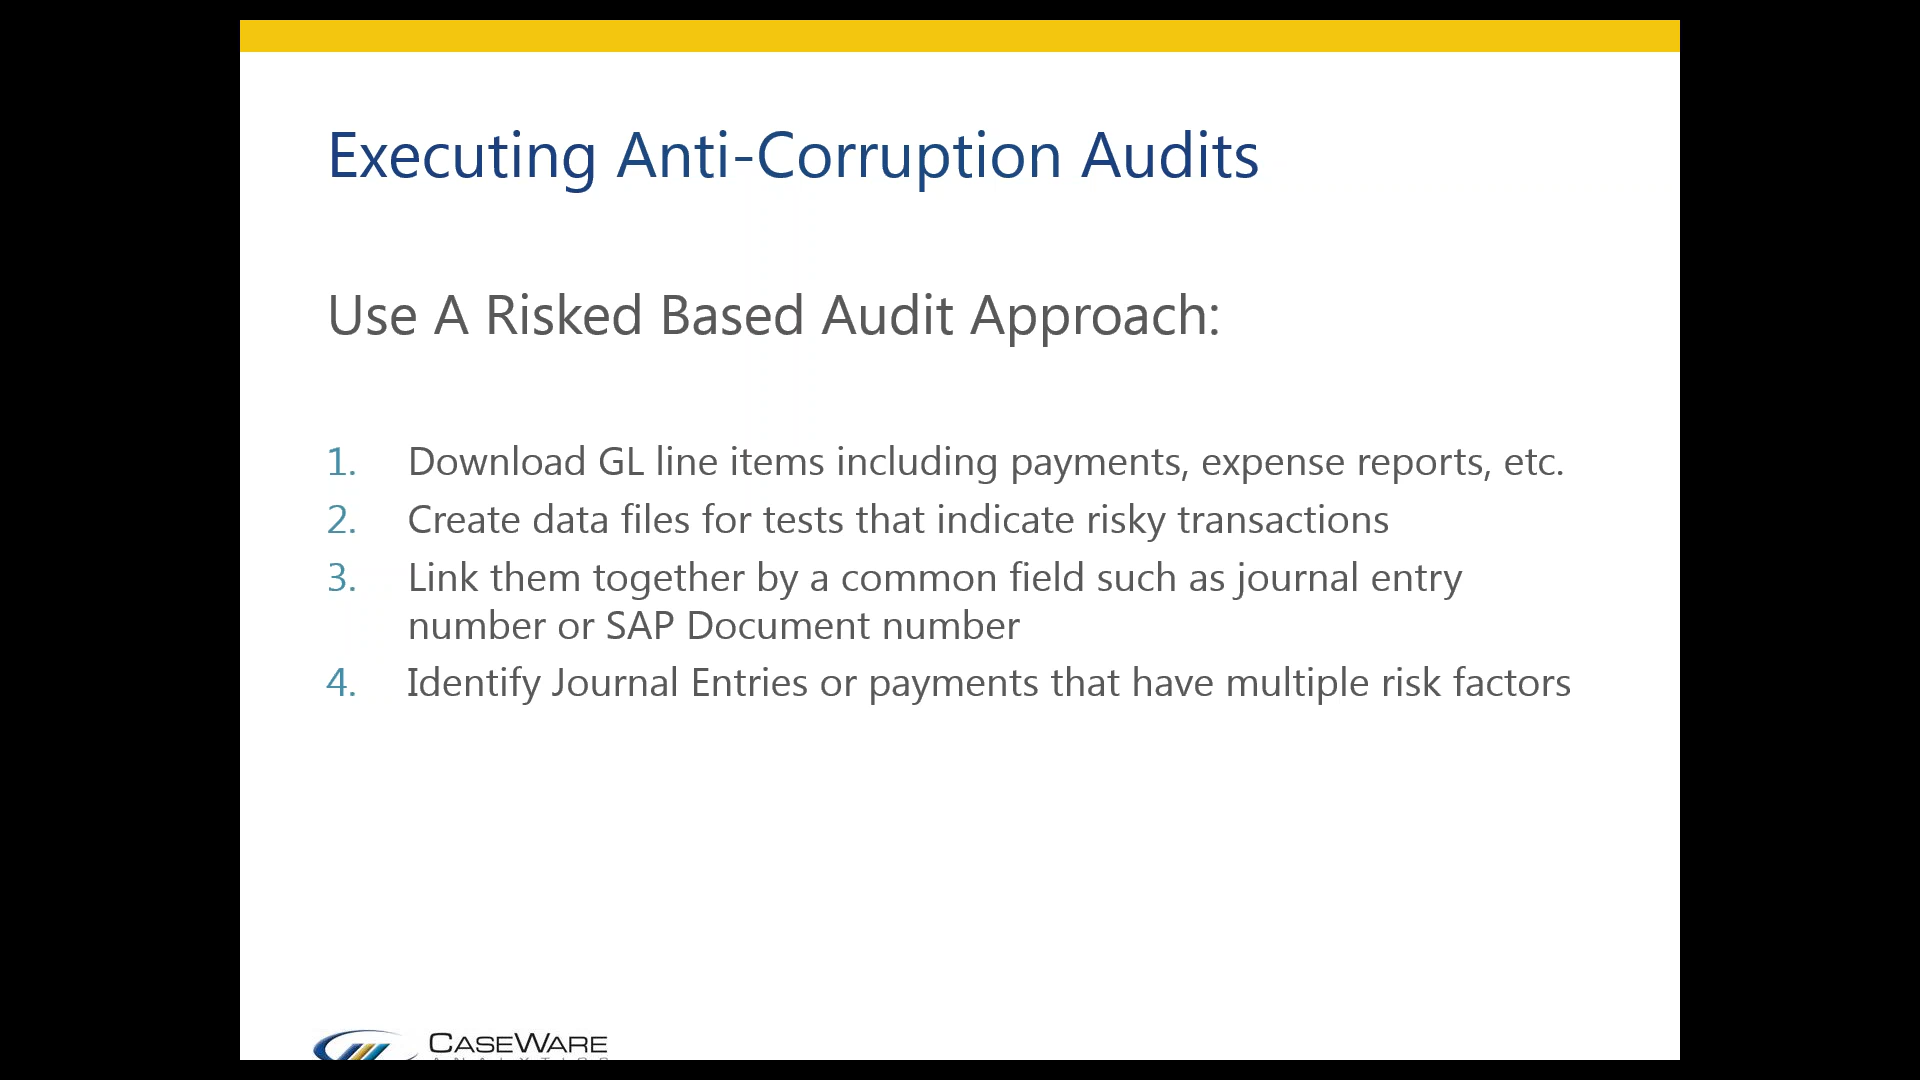 Executing Anti-Corruption Audits
Use A Risked Based Audit Approach:
1. Download GL line items including payments, expense reports, etc.
2. Create data files for tests that indicate risky transactions
3. Link them together by a common field such as journal entry
number or SAP Document number
4. Identify Journal Entries or payments that have multiple risk factors
CASEWARE